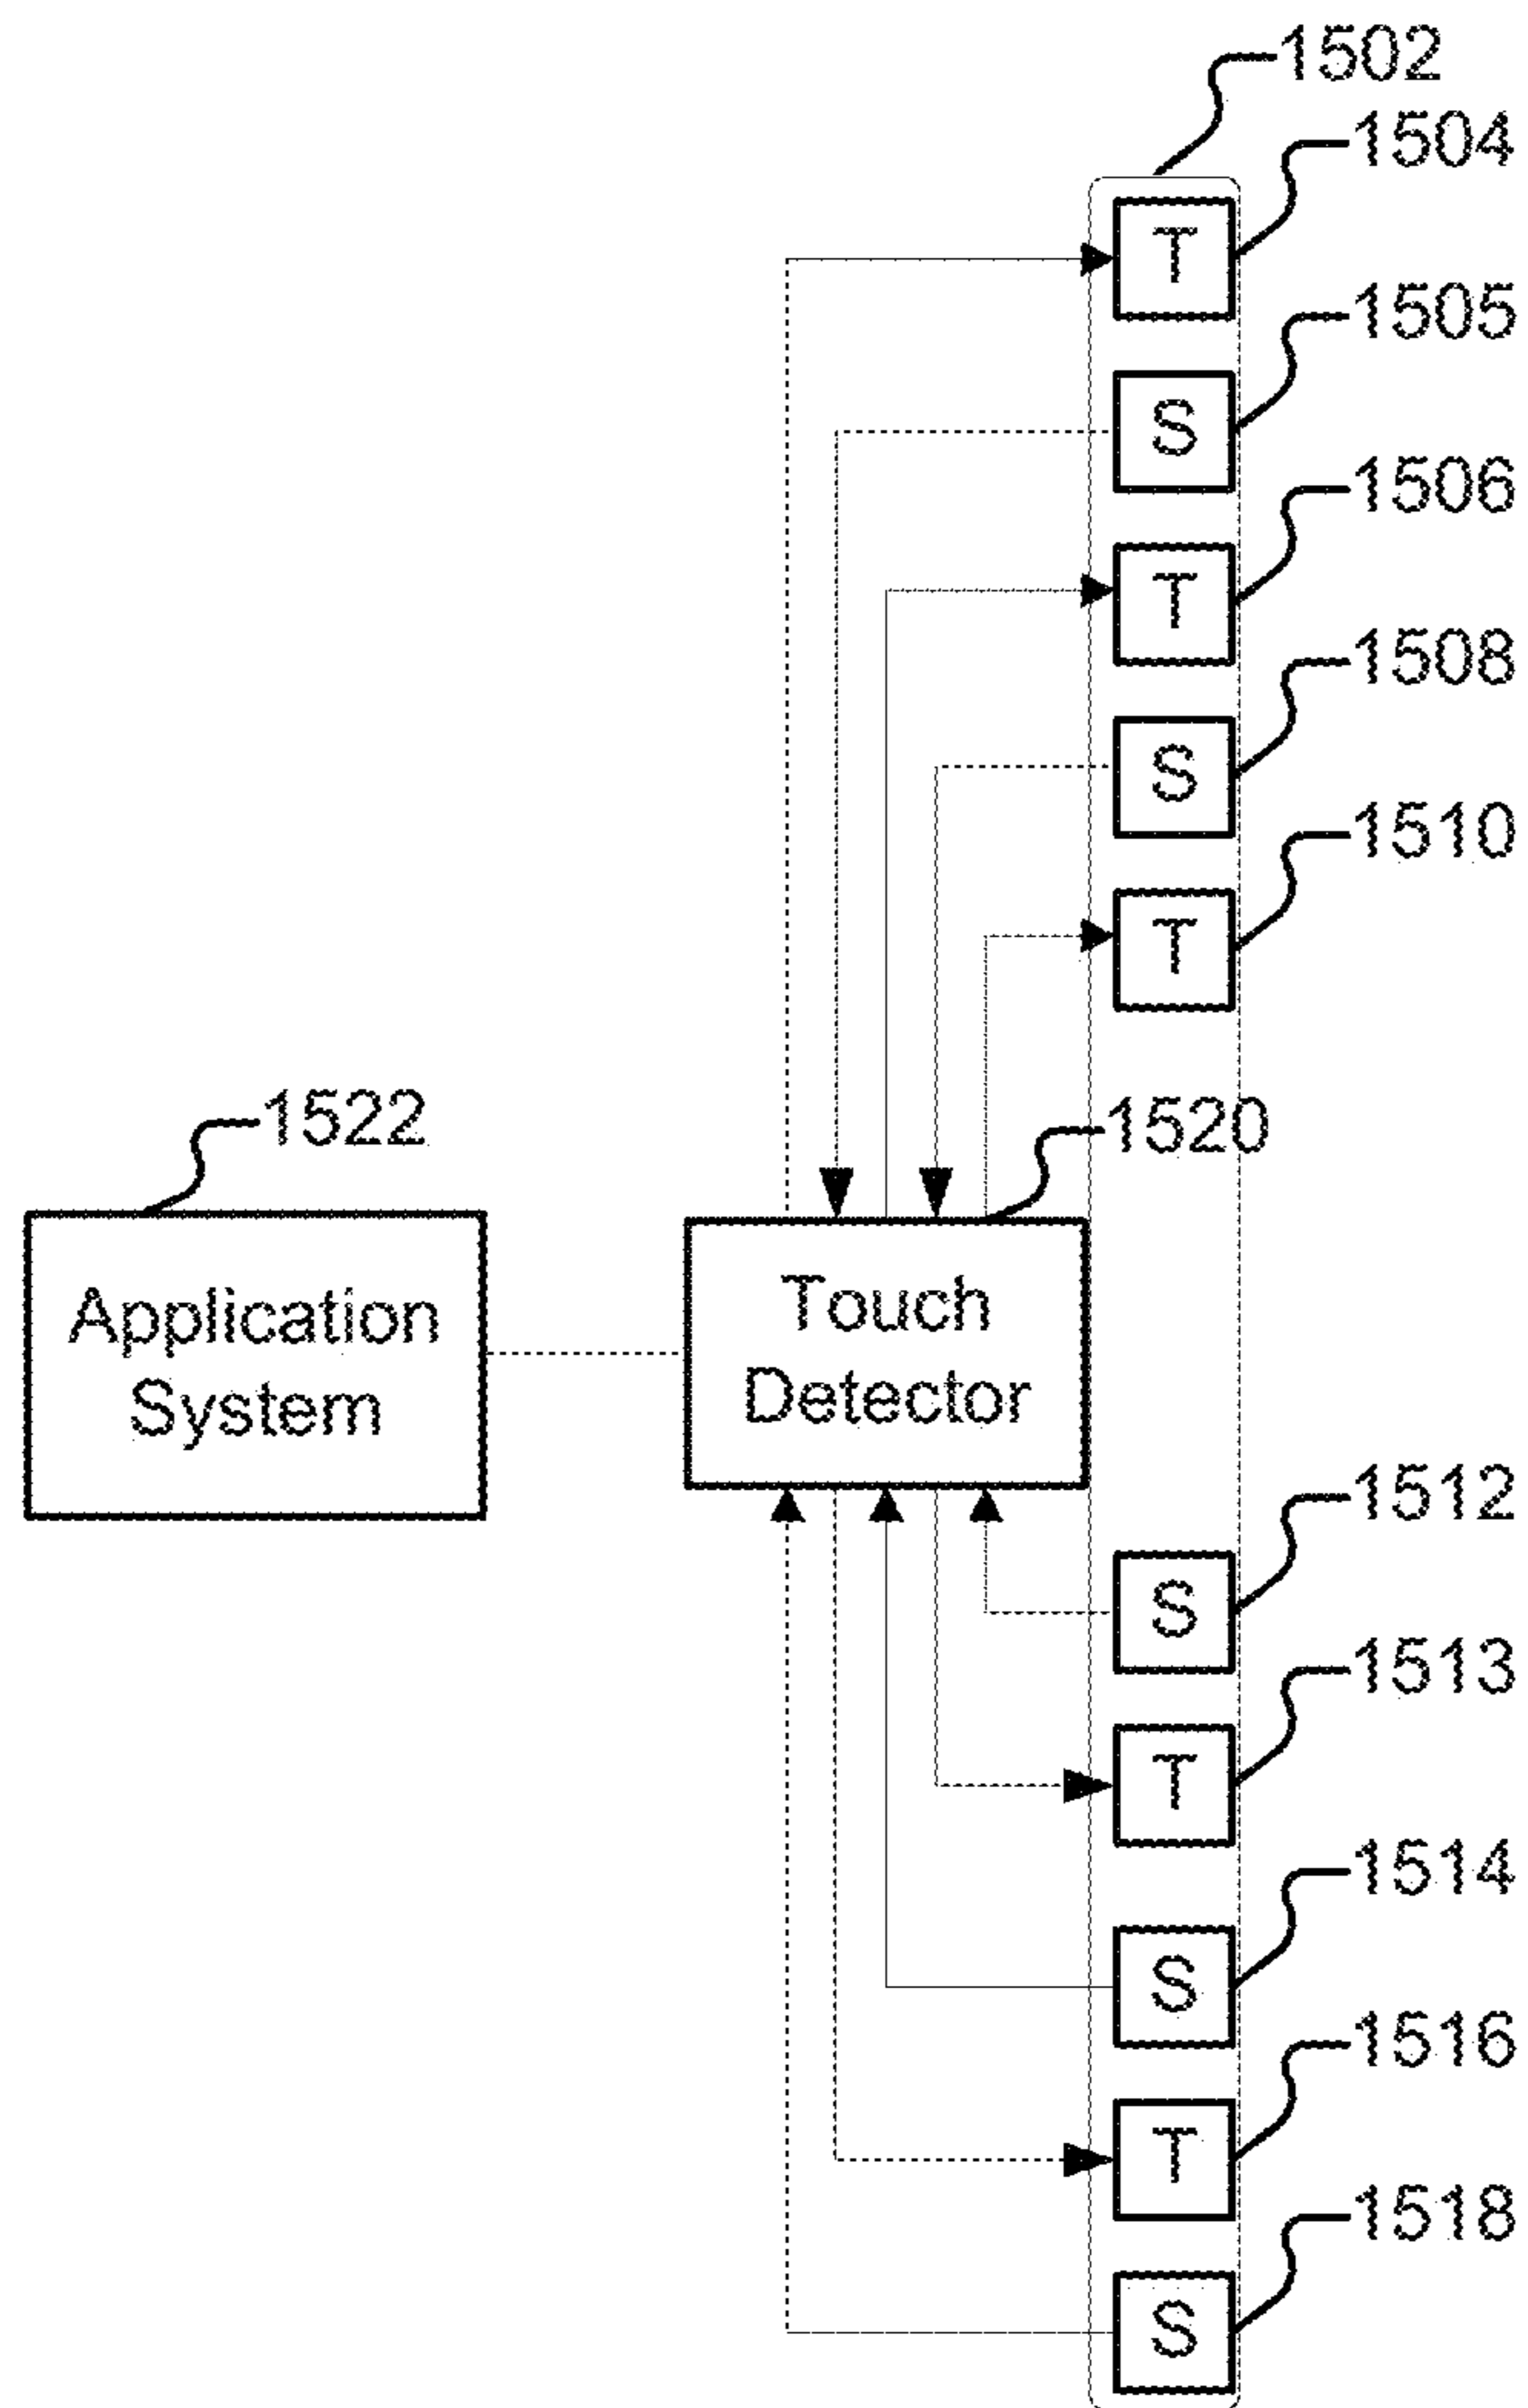 1502
1504
T
1505
S
1506
T
1508
S
1510
T
1522
1520
Application
System
Touch
Detector
1512
S
1513
T
1514
S
1516
T
1518
S